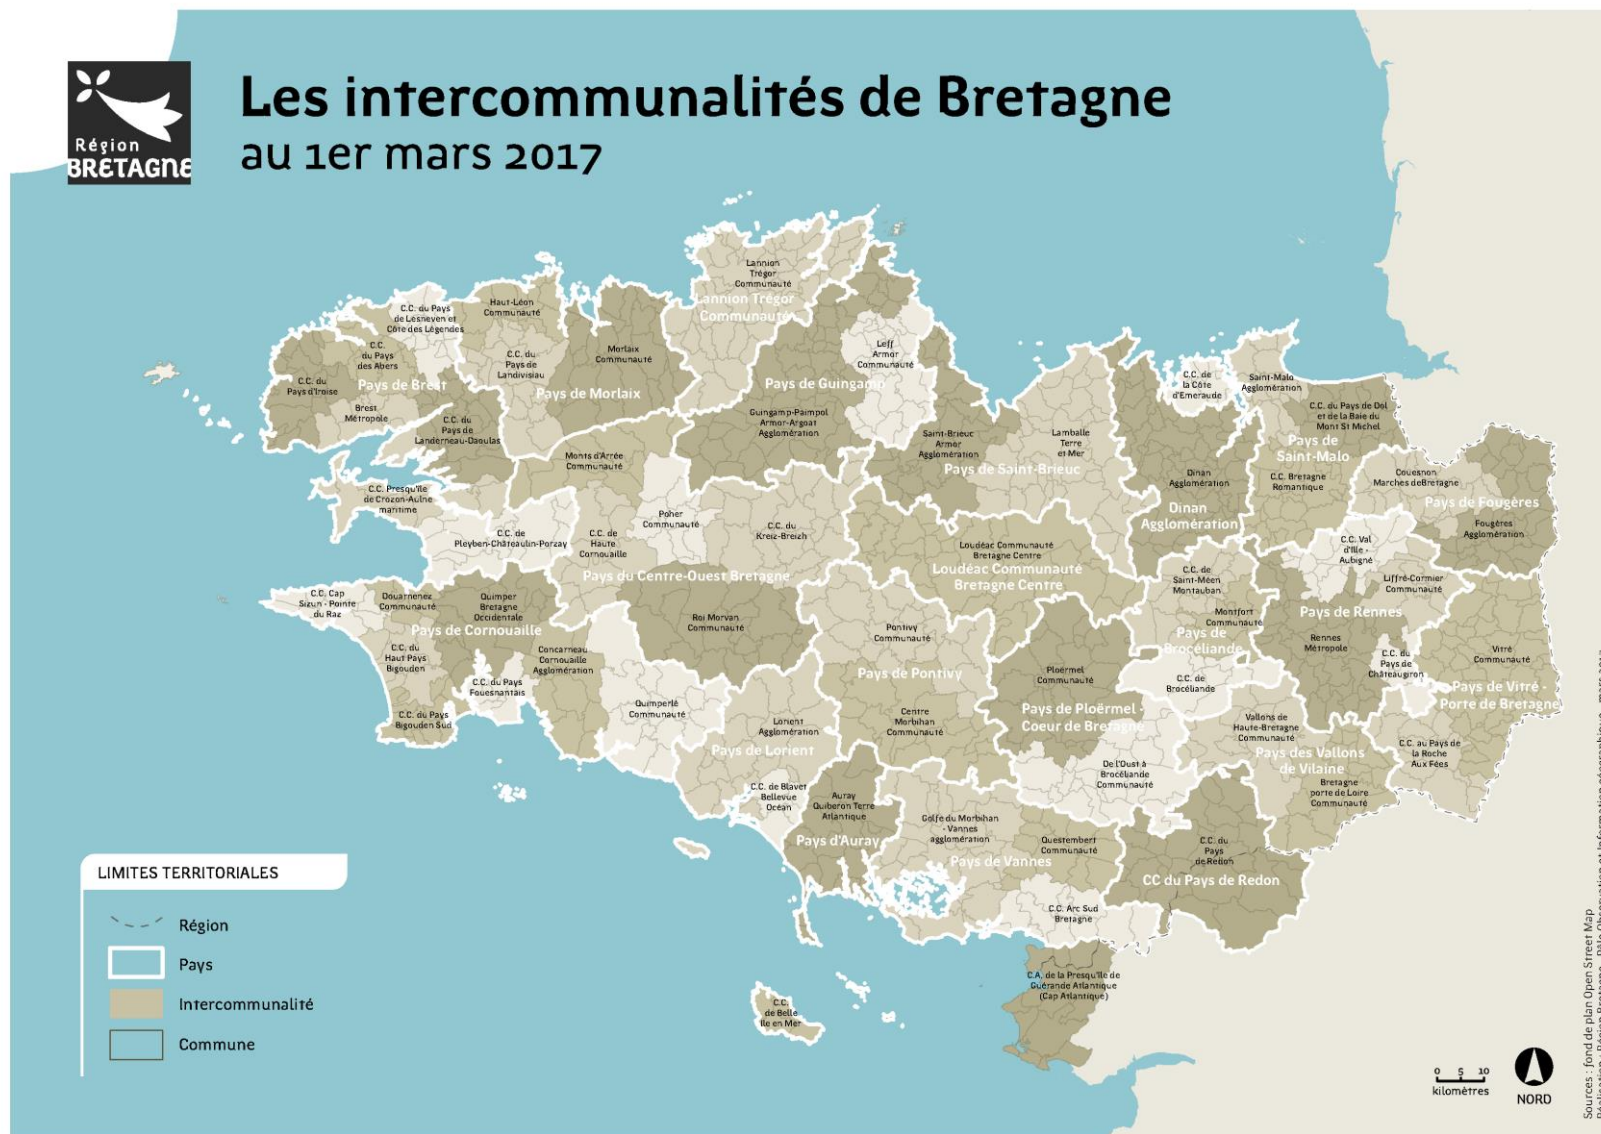 Région
BRETAGNE
Les intercommunalités de Bretagne
au 1er mars 2017
Lannion
Trégor
Communauté
Lannion Trégor
Communauté
C.C. du Pays
de Lesneven et
Côte des Légendes
Haut-Léon
Communauté
C.C. du
Pays de
Landivisiau
Morlaix
Communauté
Pays de Morlaix
C.C.
du Pays
des Abers
C.C. du
Pays d'Iroise
Pays de Brest
Brest
Métropole
C.C. du
Pays de
Landerneau-Daoulas
Leff
Armor
Communauté
Pays de Guingamp
Guingamp-Paimpol
Armor-Argoat
Agglomération
Saint-Brieuc
Armor
Agglomération
Pays de Saint-Brieuc
Lamballe
Terre
et Mer
C.C. de
la Côte
d'Emeraude
Saint-Malo
Agglomération
C.C. du Pays de Dol
et de la Baie du
Mont St Michel
Pays de
Saint-Malo
C.C. Bretagne
Romantique
Dinan
Agglomération
Dinan
Agglomération
Couesnon
Marches deBretagne
Pays de Fougères
Fougères
Agglomération
Monts d'Arrée
Communauté
C.C. Presqu'île
de Crozon-Aulne
maritime
C.C. de
Pleyben-Châteaulin-Porzay
C.C. de
Haute
Cornouaille
Poher
Communauté
C.C. du
Kreiz-Breizh
Pays du Centre-Ouest Bretagne
Loudéac Communauté
Bretagne Centre
Loudéac Communauté
Bretagne Centre
C.C. Val
d'Ille -
Aubigné
Liffré-Cormier
Communauté
C.C. de
Saint-Méen
Montauban
Montfort
Communauté
Pays de
Brocéliande
C.C. de
Brocéliande
Pays de Rennes
Rennes
Métropole
C.C. du
Pays de
Châteaugiron
Vitré
Communauté
Pays de Vitré -
Porte de Bretagne
C.C. Cap
Sizun - Pointe
du Raz
Douarnenez
Communauté
Quimper
Bretagne
Occidentale
Pays de Cornouaille
C.C. du
Haut Pays
Bigouden
C.C. du Pays
Fouesnantais
C.C. du Pays
Bigouden Sud
Concarneau
Cornouaille
Agglomération
Roi Morvan
Communauté
Quimperlé
Communauté
Pontivy
Communauté
Pays de Pontivy
Centre
Morbihan
Communauté
Lorient
Agglomération
Pays de Lorient
C.C. de Blavet
Bellevue
Océan
Ploërmel
Communauté
Pays de Ploërmel -
Coeur de Bretagne
De l'Oust à
Brocéliande
Communauté
Vallons de
Haute-Bretagne
Communauté
Pays des Vallons
de Vilaine
Bretagne
porte de Loire
Communauté
C.C. au Pays de
la Roche
Aux Fées
Auray
Quiberon Terre
Atlantique
Pays d'Auray
Golfe du Morbihan
- Vannes
agglomération
Pays de Vannes
Questembert
Communauté
C.C. Arc Sud
Bretagne
C.C. du
Pays
de Redon
CC du Pays de Redon
C.A. de la Presqu'île de
Guérande Atlantique
(Cap Atlantique)
C.C.
de Belle
Ile en Mer
LIMITES TERRITORIALES
Région
Pays
Intercommunalité
Commune
0 5 10
kilomètres
NORD
Sources : fond de plan Open Street Map
Réalisation : Région Bretagne - Pôle Observation et Information géographique - mars 2017